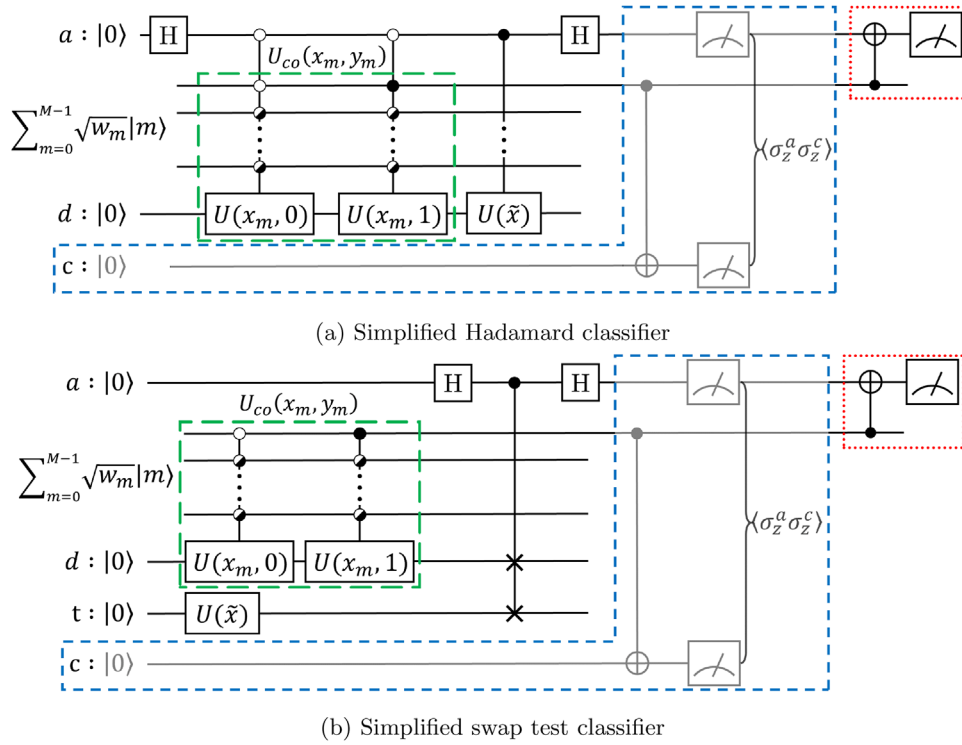 a : |0⟩ H H
U_co(x_m, y_m)
∑_{m=0}^{M-1} √w_m |m⟩
⟨σ_z^a σ_z^c⟩
d : |0⟩ U(x_m, 0) U(x_m, 1) U(x̃)
c : |0⟩
(a) Simplified Hadamard classifier
a : |0⟩ H H
U_co(x_m, y_m)
∑_{m=0}^{M-1} √w_m |m⟩
⟨σ_z^a σ_z^c⟩
d : |0⟩ U(x_m, 0) U(x_m, 1)
t : |0⟩ U(x̃)
c : |0⟩
(b) Simplified swap test classifier